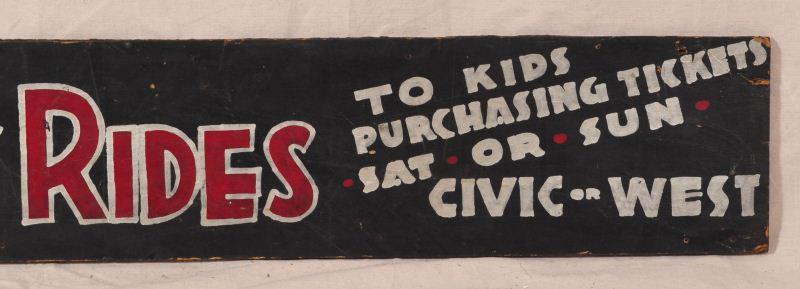 RIDES
TO KIDS
PURCHASING TICKETS
• SAT • OR • SUN •
CIVIC OR WEST